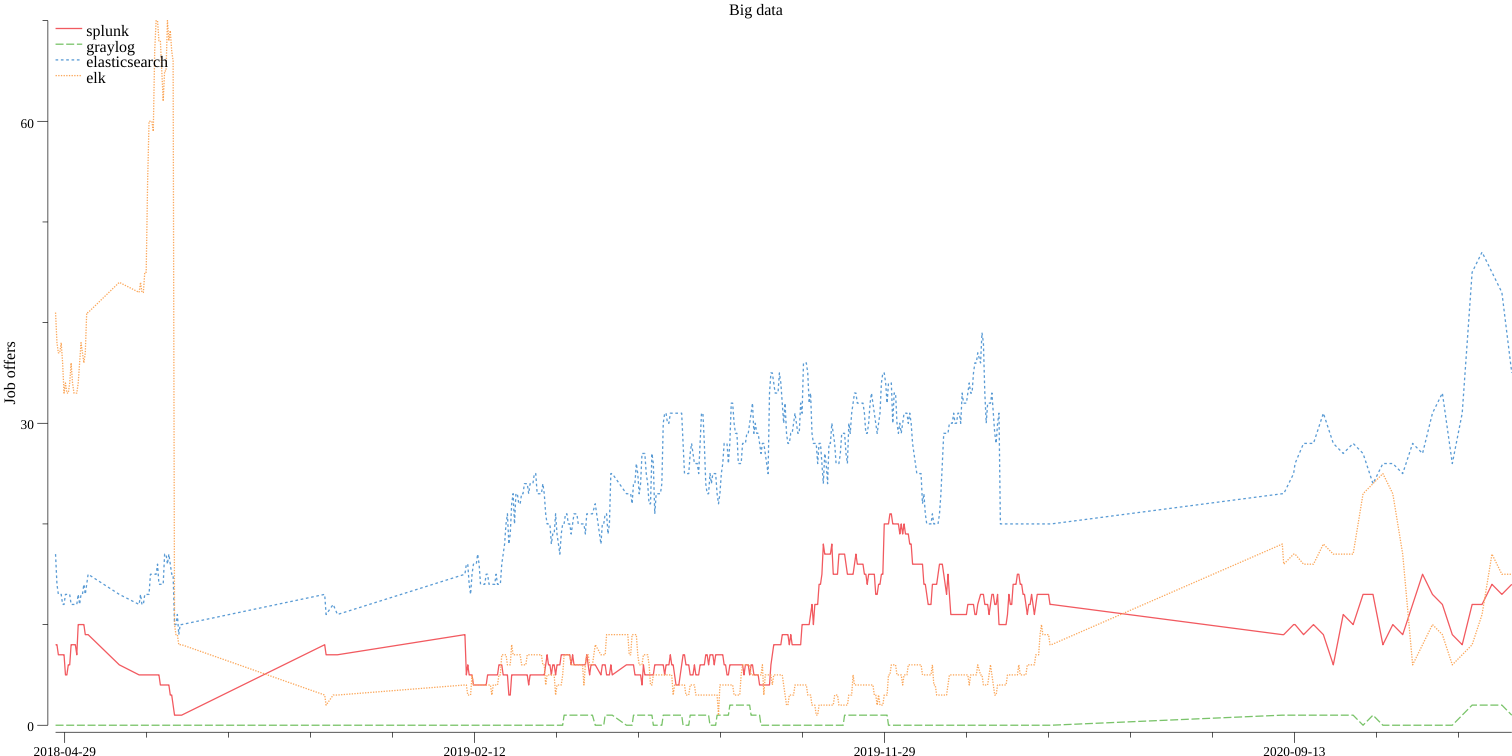 Big data
splunk
graylog
elasticsearch
elk
60
30
0
Job offers
2018-04-29
2019-02-12
2019-11-29
2020-09-13